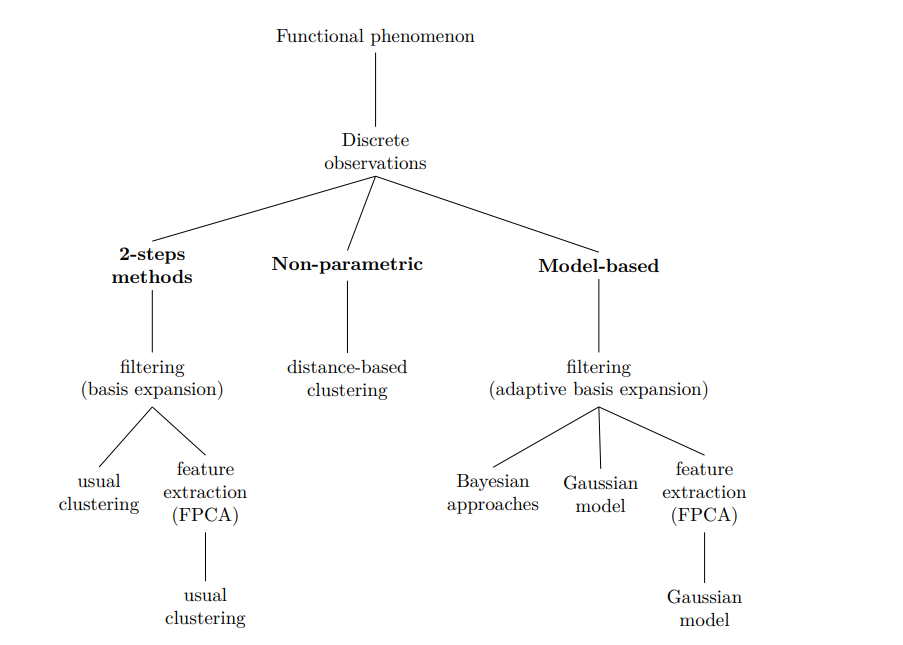 Functional phenomenon
Discrete
observations
2-steps
methods
Non-parametric
Model-based
filtering
(basis expansion)
distance-based
clustering
filtering
(adaptive basis expansion)
usual
clustering
feature
extraction
(FPCA)
Bayesian
approaches
Gaussian
model
feature
extraction
(FPCA)
usual
clustering
Gaussian
model